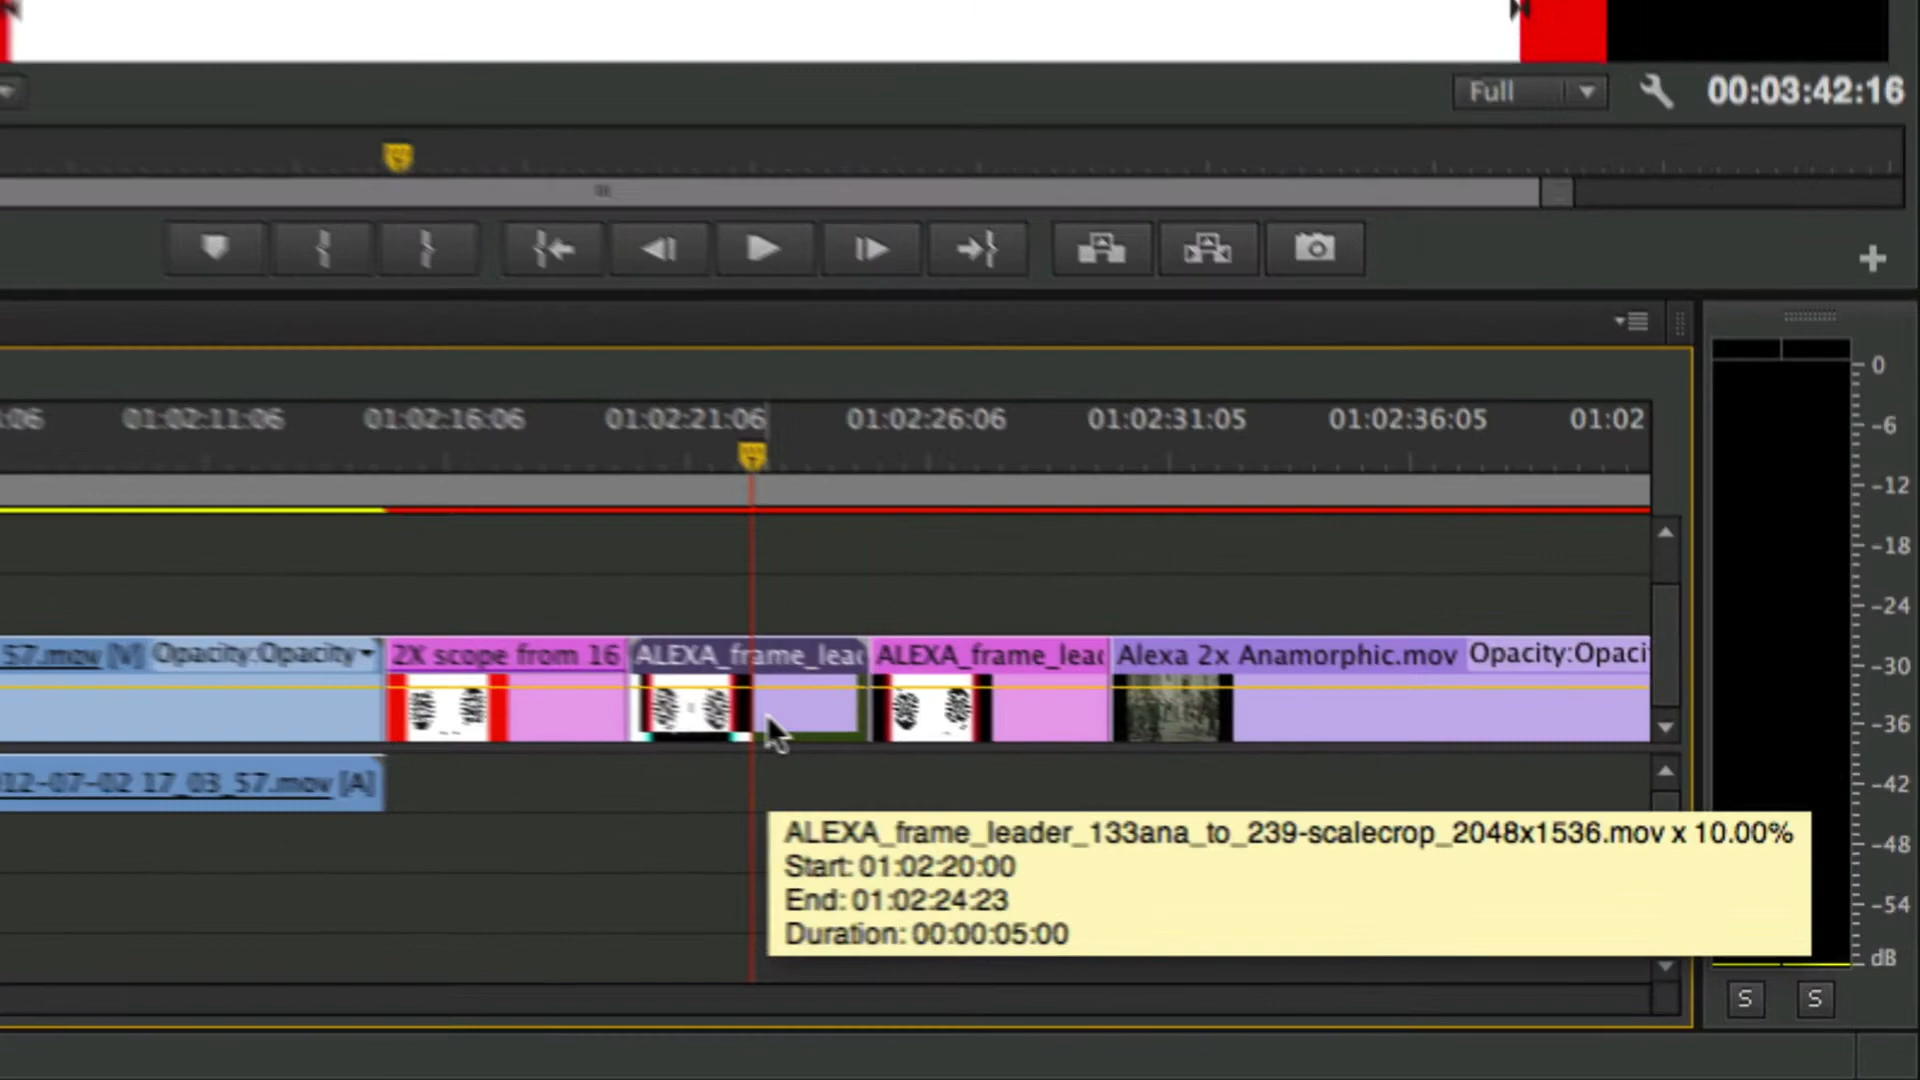 Full
00:03:42:16
:06 01:02:11:06 01:02:16:06 01:02:21:06 01:02:26:06 01:02:31:05 01:02:36:05 01:02
57.mov [V] Opacity:Opacity 2X scope from 16 ALEXA_frame_lea ALEXA_frame_lea Alexa 2x Anamorphic.mov Opacity:Opaci
012-07-02 17_03_57.mov [A]
ALEXA_frame_leader_133ana_to_239-scalecrop_2048x1536.mov x 10.00%
Start: 01:02:20:00
End: 01:02:24:23
Duration: 00:00:05:00
0
-6
-12
-18
-24
-30
-36
-42
-48
-54
dB
S S